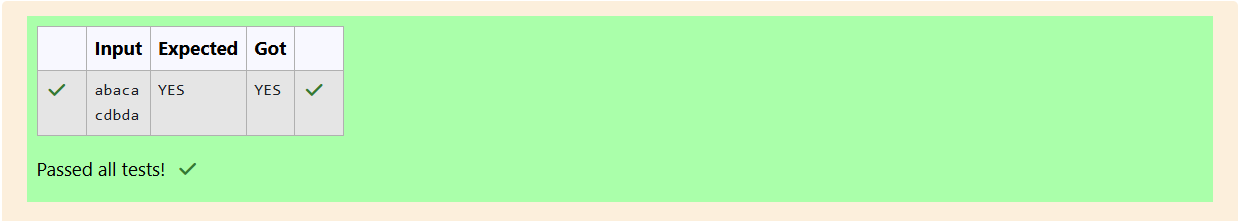 Input Expected Got
abaca YES YES
cdbda
Passed all tests!